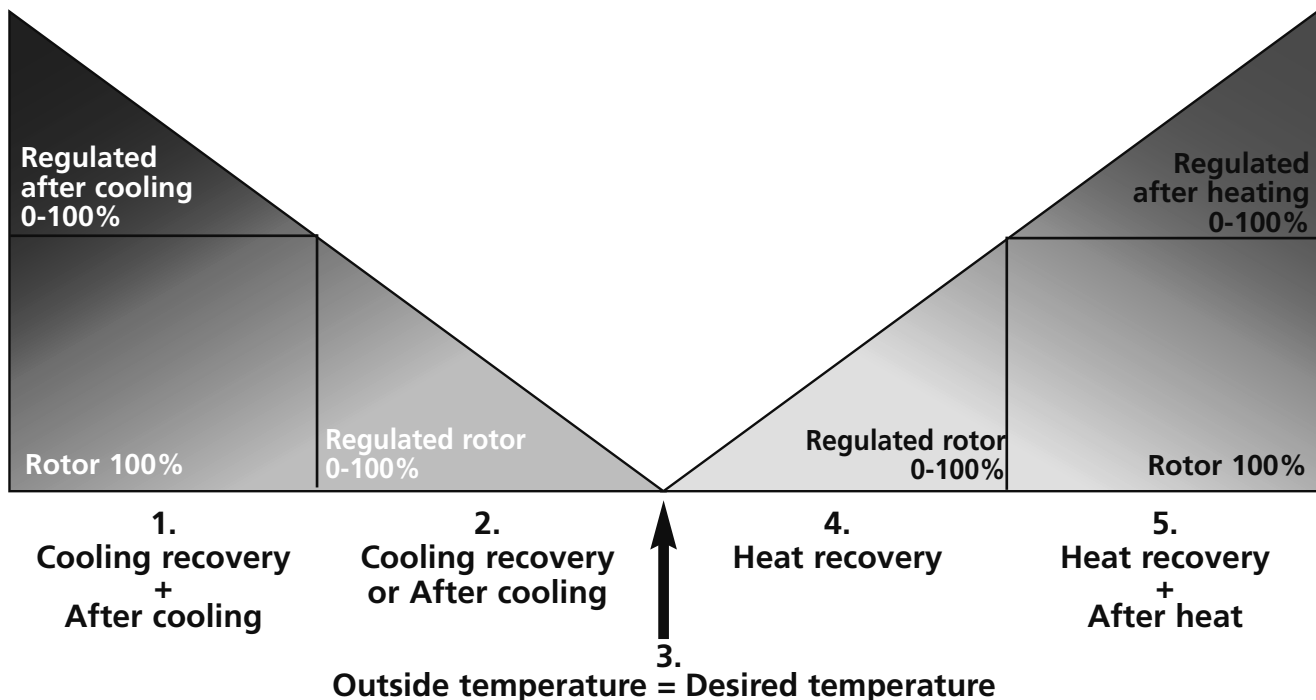 Regulated
after cooling
0-100%
Regulated
after heating
0-100%
Rotor 100%
Regulated rotor
0-100%
Regulated rotor
0-100%
Rotor 100%
1.
Cooling recovery
+
After cooling
2.
Cooling recovery
or After cooling
4.
Heat recovery
5.
Heat recovery
+
After heat
3.
Outside temperature = Desired temperature